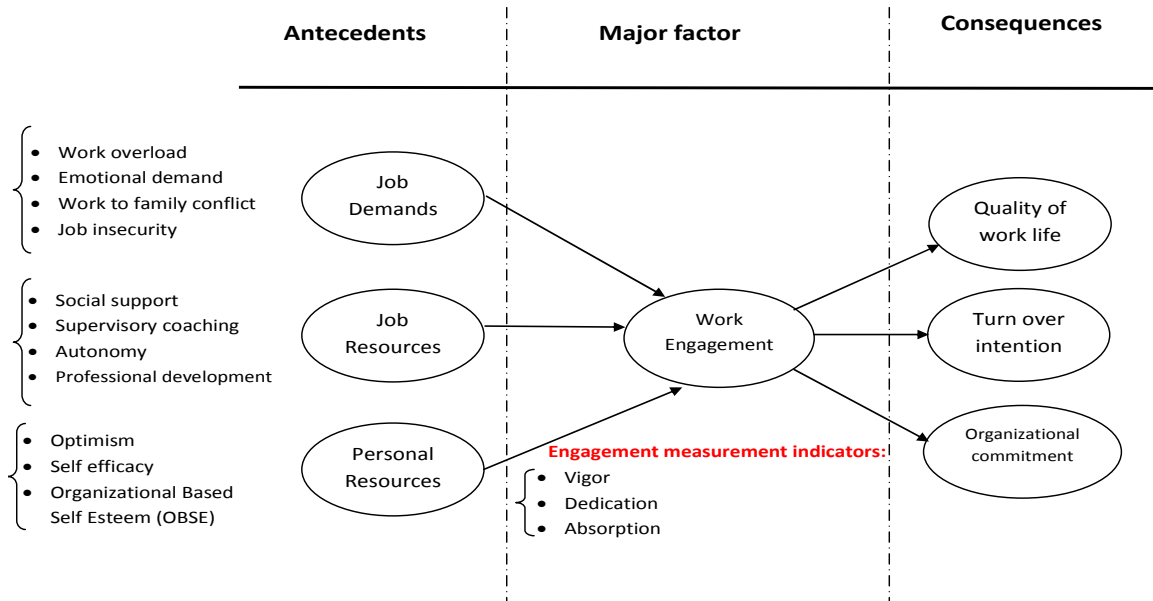 Antecedents
Major factor
Consequences
• Work overload
• Emotional demand
• Work to family conflict
• Job insecurity
Job
Demands
Quality of
work life
• Social support
• Supervisory coaching
• Autonomy
• Professional development
Job
Resources
Work
Engagement
Turn over
intention
• Optimism
• Self efficacy
• Organizational Based
Self Esteem (OBSE)
Personal
Resources
Engagement measurement indicators:
• Vigor
• Dedication
• Absorption
Organizational
commitment